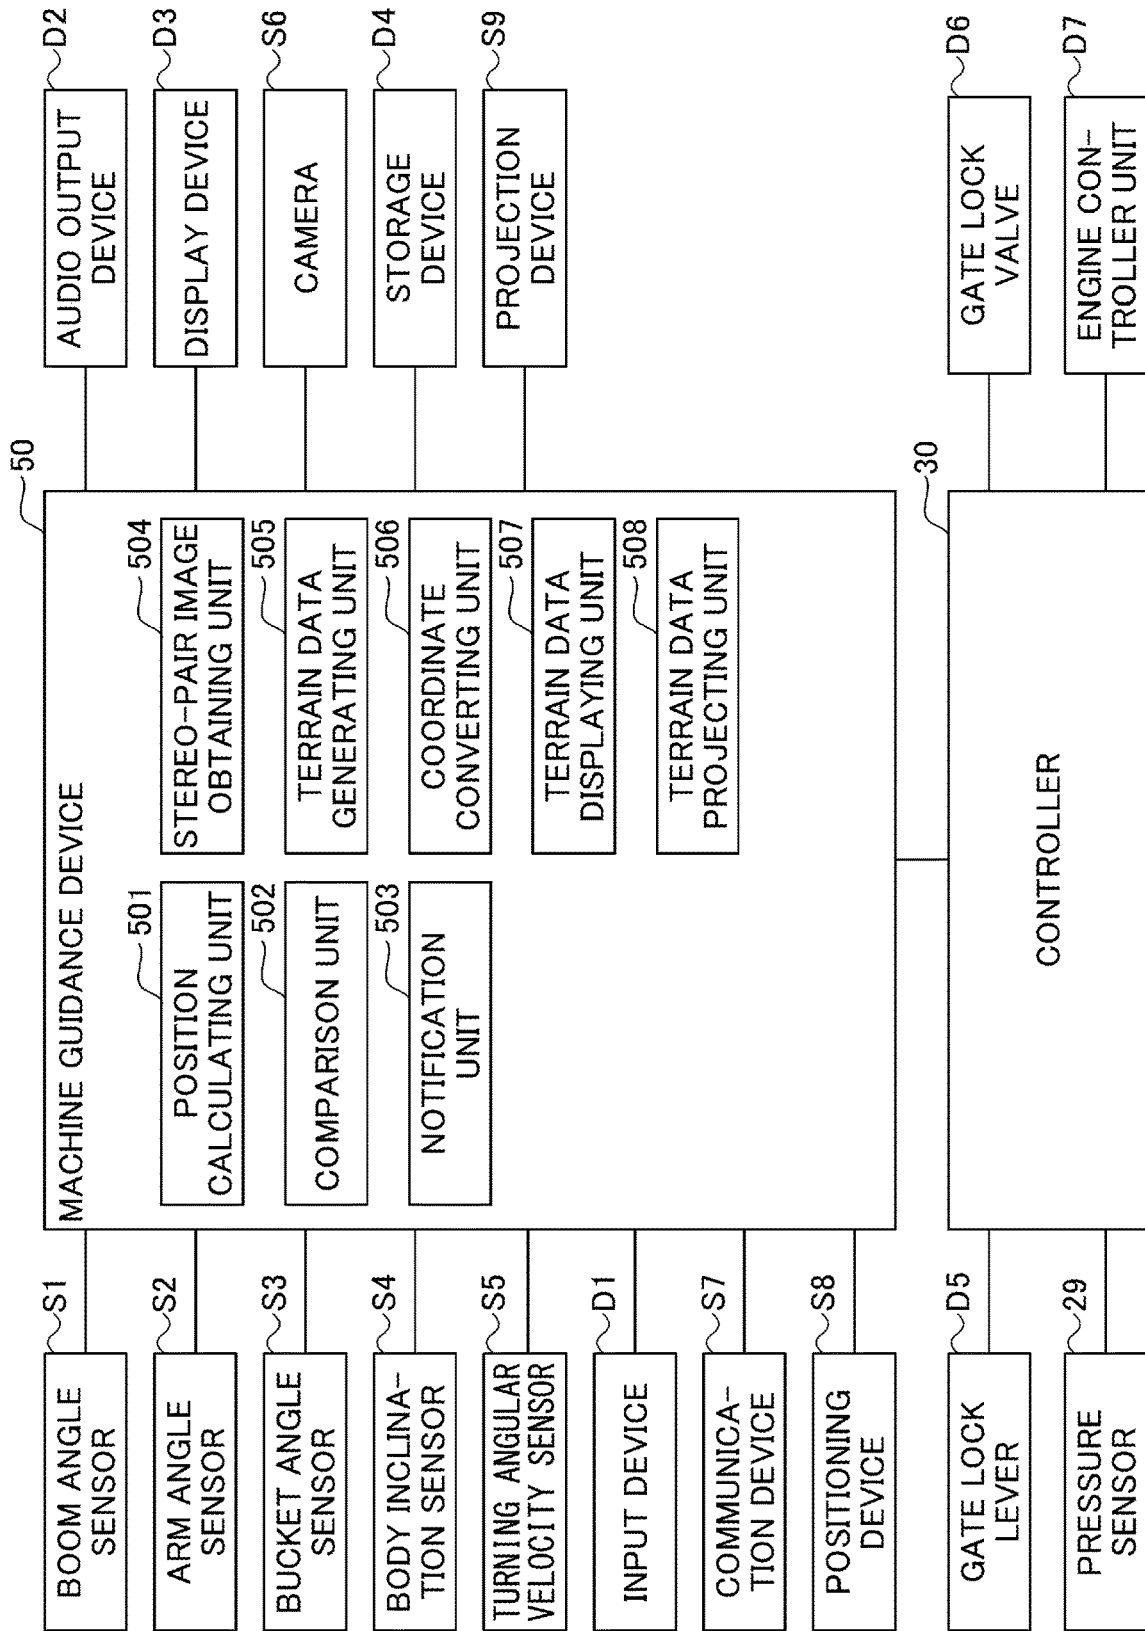 BOOM ANGLE
SENSOR
S1
ARM ANGLE
SENSOR
S2
BUCKET ANGLE
SENSOR
S3
BODY INCLINA-
TION SENSOR
S4
TURNING ANGULAR
VELOCITY SENSOR
S5
INPUT DEVICE
D1
COMMUNICA-
TION DEVICE
S7
POSITIONING
DEVICE
S8
GATE LOCK
LEVER
D5
PRESSURE
SENSOR
29
MACHINE GUIDANCE DEVICE
50
POSITION
CALCULATING UNIT
501
COMPARISON UNIT
502
NOTIFICATION
UNIT
503
STEREO-PAIR IMAGE
OBTAINING UNIT
504
TERRAIN DATA
GENERATING UNIT
505
COORDINATE
CONVERTING UNIT
506
TERRAIN DATA
DISPLAYING UNIT
507
TERRAIN DATA
PROJECTING UNIT
508
CONTROLLER
30
AUDIO OUTPUT
DEVICE
D2
DISPLAY DEVICE
D3
CAMERA
S6
STORAGE
DEVICE
D4
PROJECTION
DEVICE
S9
GATE LOCK
VALVE
D6
ENGINE CON-
TROLLER UNIT
D7